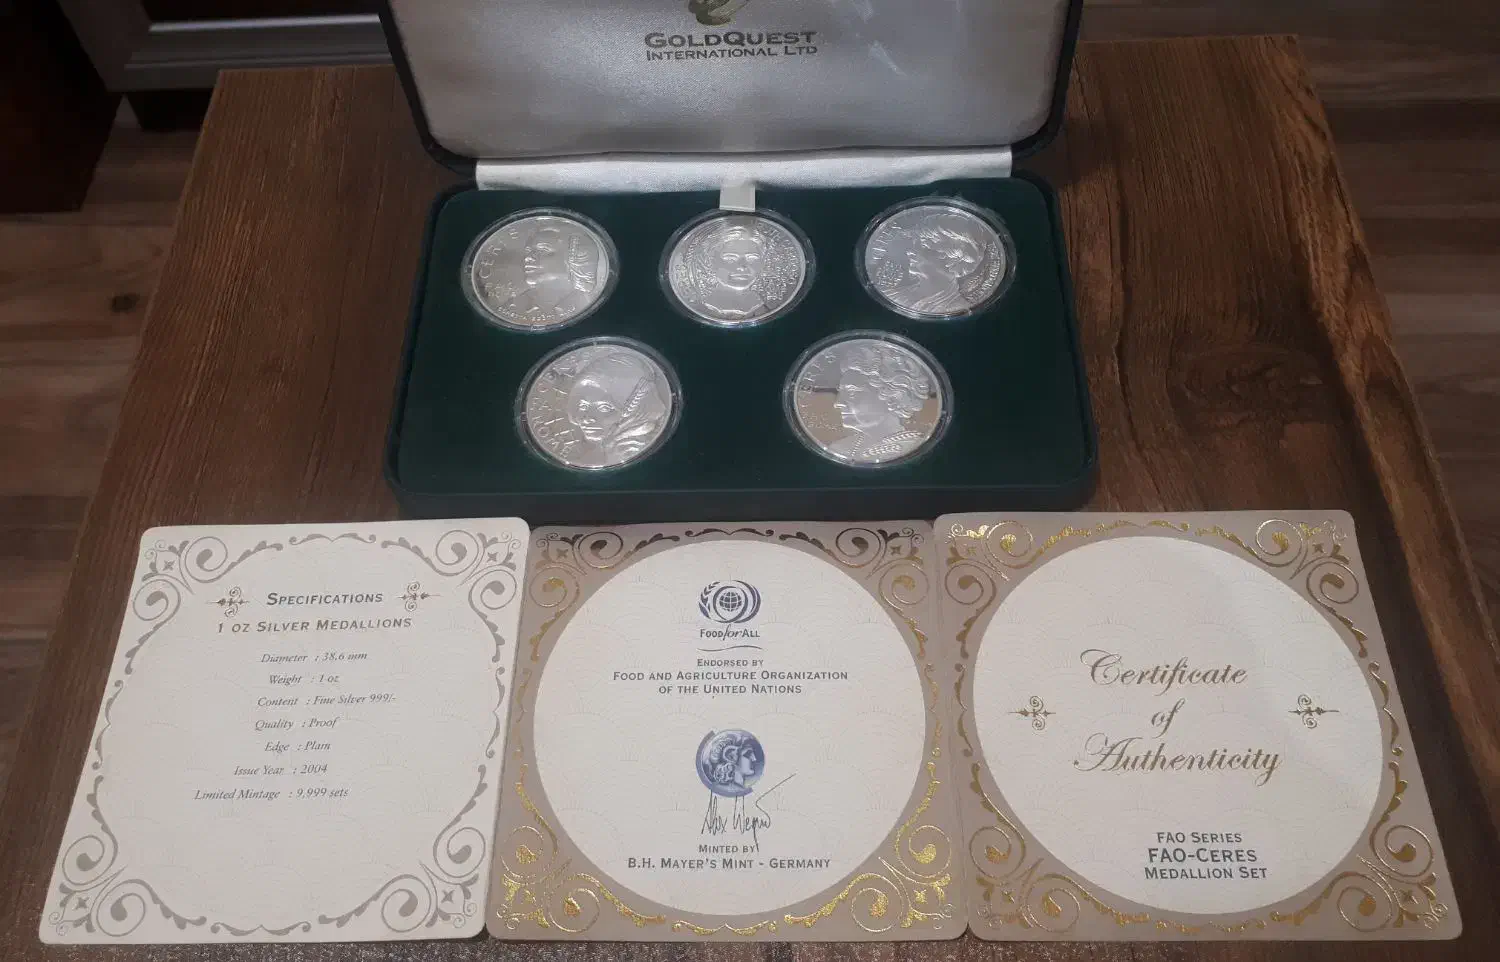 GOLDQUEST
INTERNATIONAL LTD
CERES
CERES
CERES
SPECIFICATIONS
1 OZ SILVER MEDALLIONS
Diameter : 38.6 mm
Weight : 1 oz
Content : Fine Silver 999/-
Quality : Proof
Edge : Plain
Issue Year : 2004
Limited Mintage : 9,999 sets
FOOD for ALL
ENDORSED BY
FOOD AND AGRICULTURE ORGANIZATION
OF THE UNITED NATIONS
MINTED BY
B.H. MAYER'S MINT - GERMANY
Certificate
of
Authenticity
FAO SERIES
FAO-CERES
MEDALLION SET